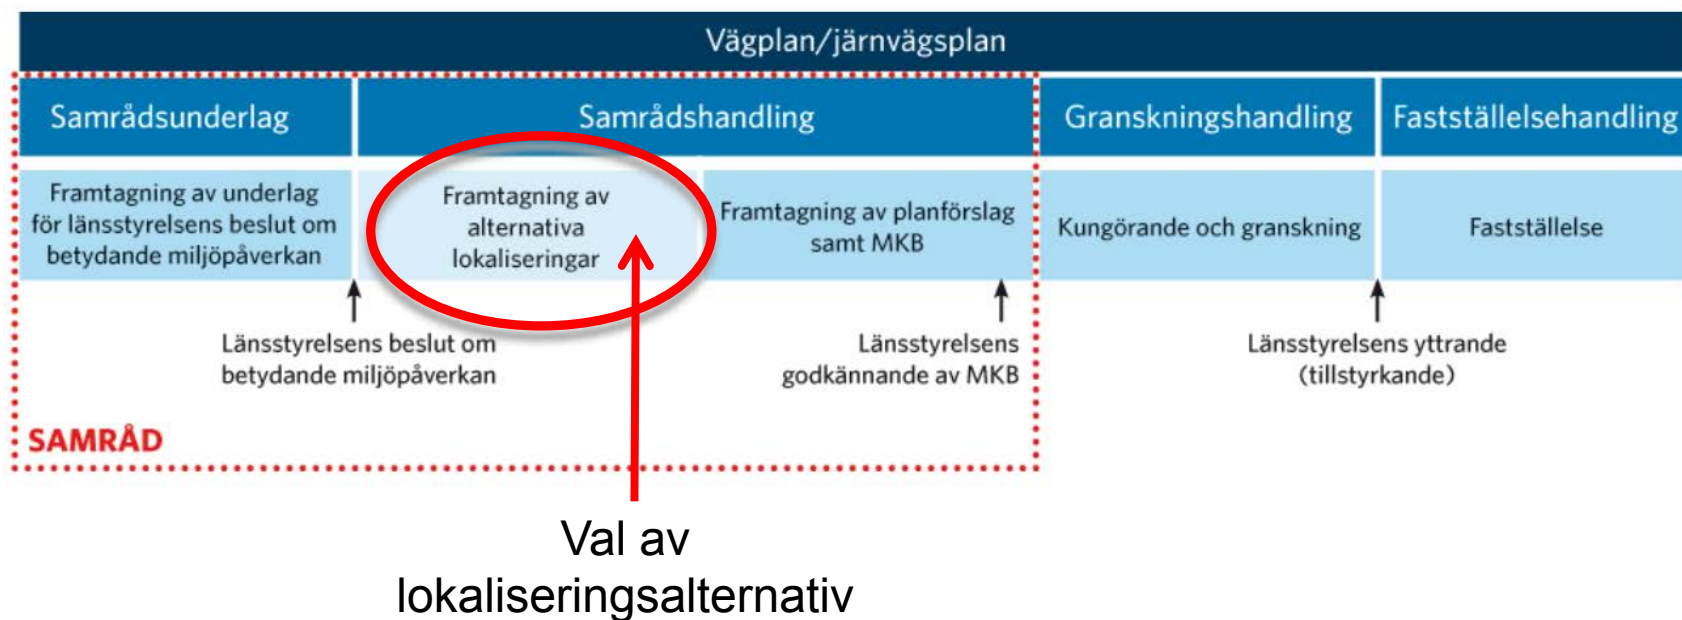 Vägplan/järnvägsplan
Samrådsunderlag
Samrådshandling
Granskningshandling
Fastställelsehandling
Framtagning av underlag
för länsstyrelsens beslut om
betydande miljöpåverkan
Framtagning av
alternativa
lokaliseringar
Framtagning av planförslag
samt MKB
Kungörande och granskning
Fastställelse
Länsstyrelsens beslut om
betydande miljöpåverkan
Länsstyrelsens
godkännande av MKB
Länsstyrelsens yttrande
(tillstyrkande)
SAMRÅD
Val av
lokaliseringsalternativ